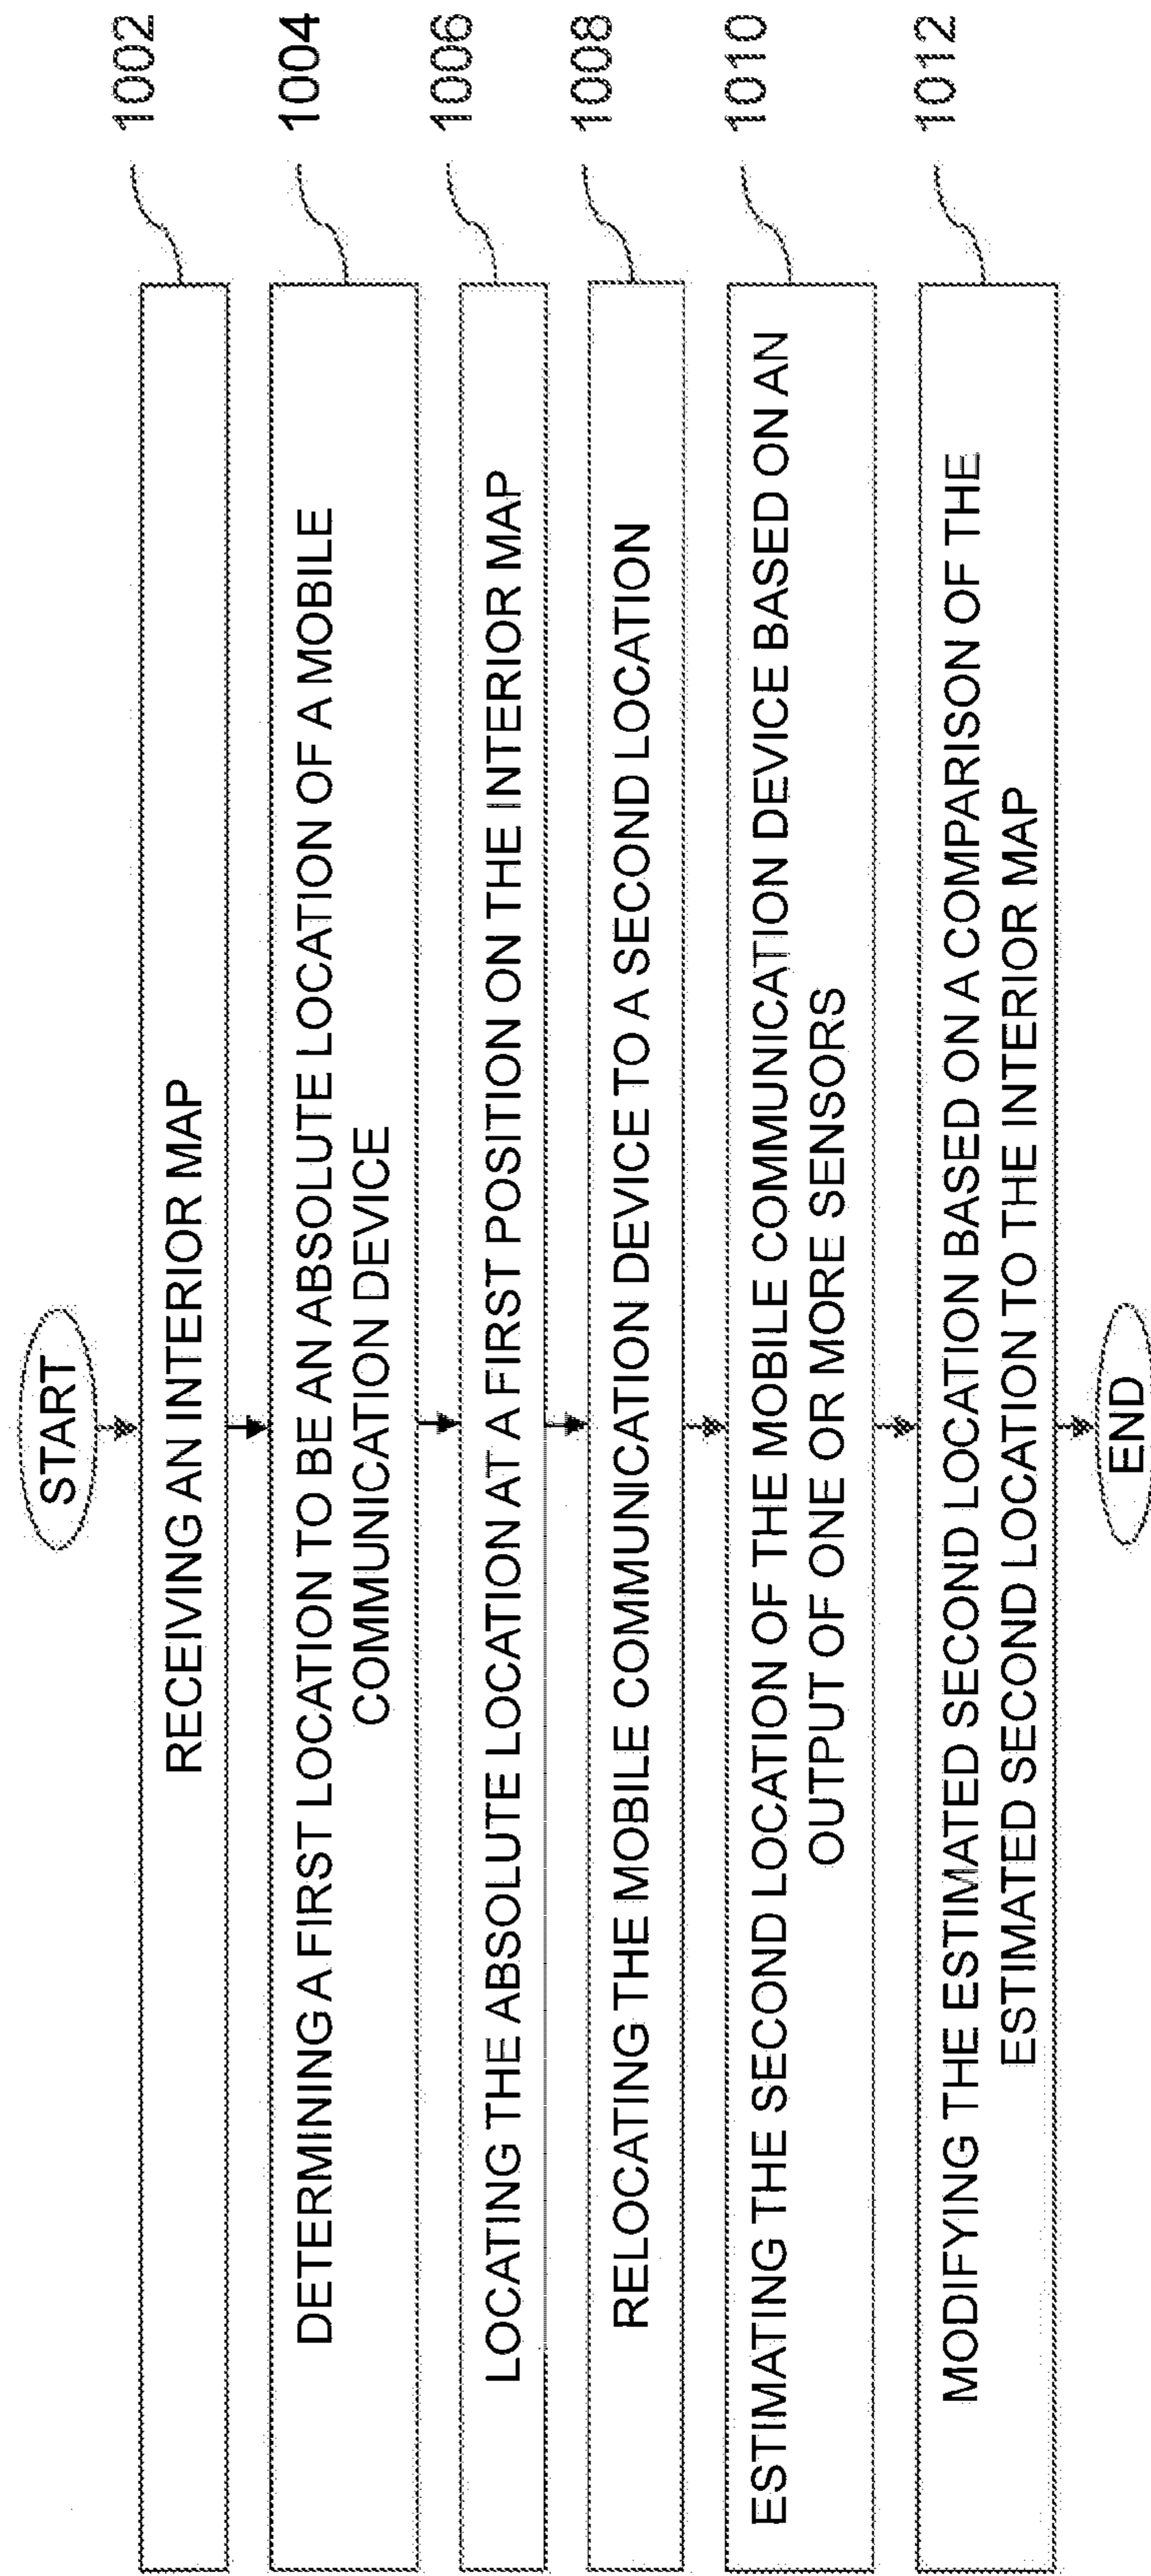 START
RECEIVING AN INTERIOR MAP
1002
DETERMINING A FIRST LOCATION TO BE AN ABSOLUTE LOCATION OF A MOBILE
COMMUNICATION DEVICE
1004
LOCATING THE ABSOLUTE LOCATION AT A FIRST POSITION ON THE INTERIOR MAP
1006
RELOCATING THE MOBILE COMMUNICATION DEVICE TO A SECOND LOCATION
1008
ESTIMATING THE SECOND LOCATION OF THE MOBILE COMMUNICATION DEVICE BASED ON AN
OUTPUT OF ONE OR MORE SENSORS
1010
MODIFYING THE ESTIMATED SECOND LOCATION BASED ON A COMPARISON OF THE
ESTIMATED SECOND LOCATION TO THE INTERIOR MAP
1012
END